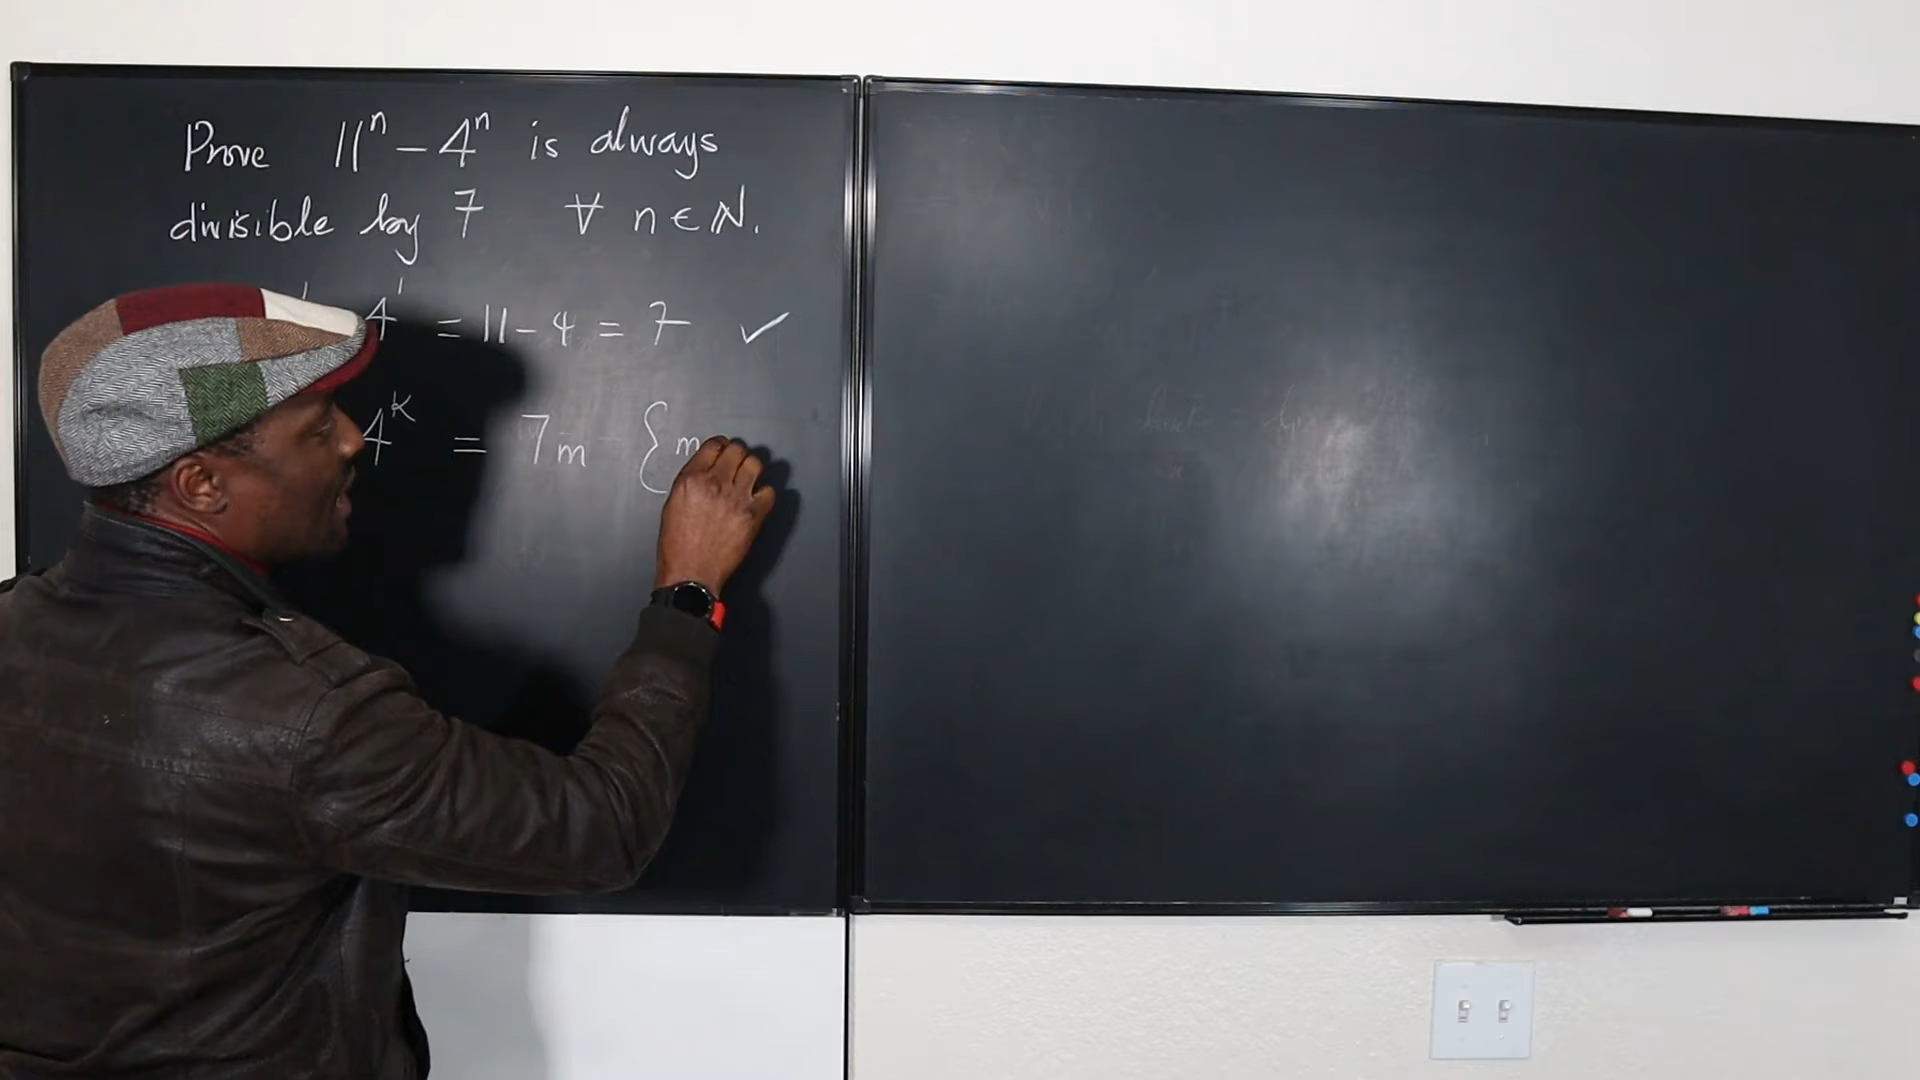 Prove 11ⁿ - 4ⁿ is always
divisible by 7 ∀ n ∈ ℕ.
4¹ = 11 - 4 = 7 ✓
4ᴷ = 7m {m